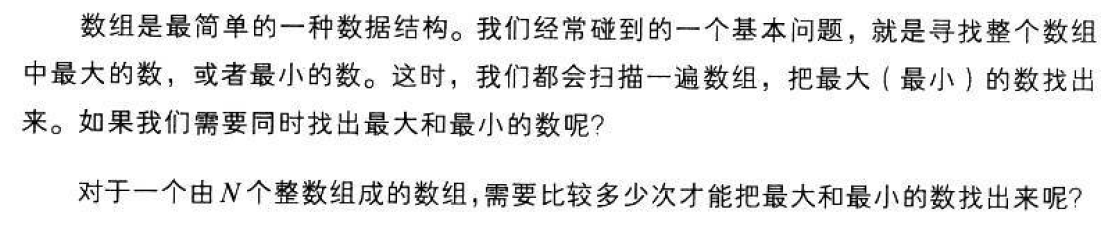 数组是最简单的一种数据结构。我们经常碰到的一个基本问题，就是寻找整个数组
中最大的数，或者最小的数。这时，我们都会扫描一遍数组，把最大（最小）的数找出
来。如果我们需要同时找出最大和最小的数呢？
对于一个由N个整数组成的数组，需要比较多少次才能把最大和最小的数找出来呢？